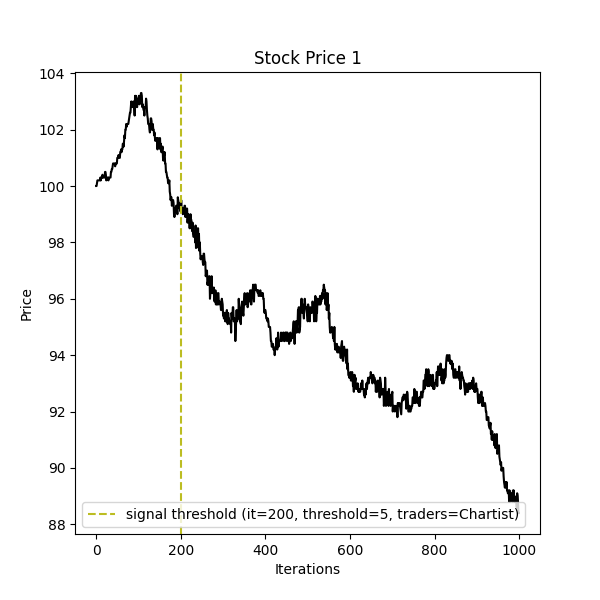 Stock Price 1
104
102
100
98
96
94
92
90
88
Price
signal threshold (it=200, threshold=5, traders=Chartist)
0 200 400 600 800 1000
Iterations